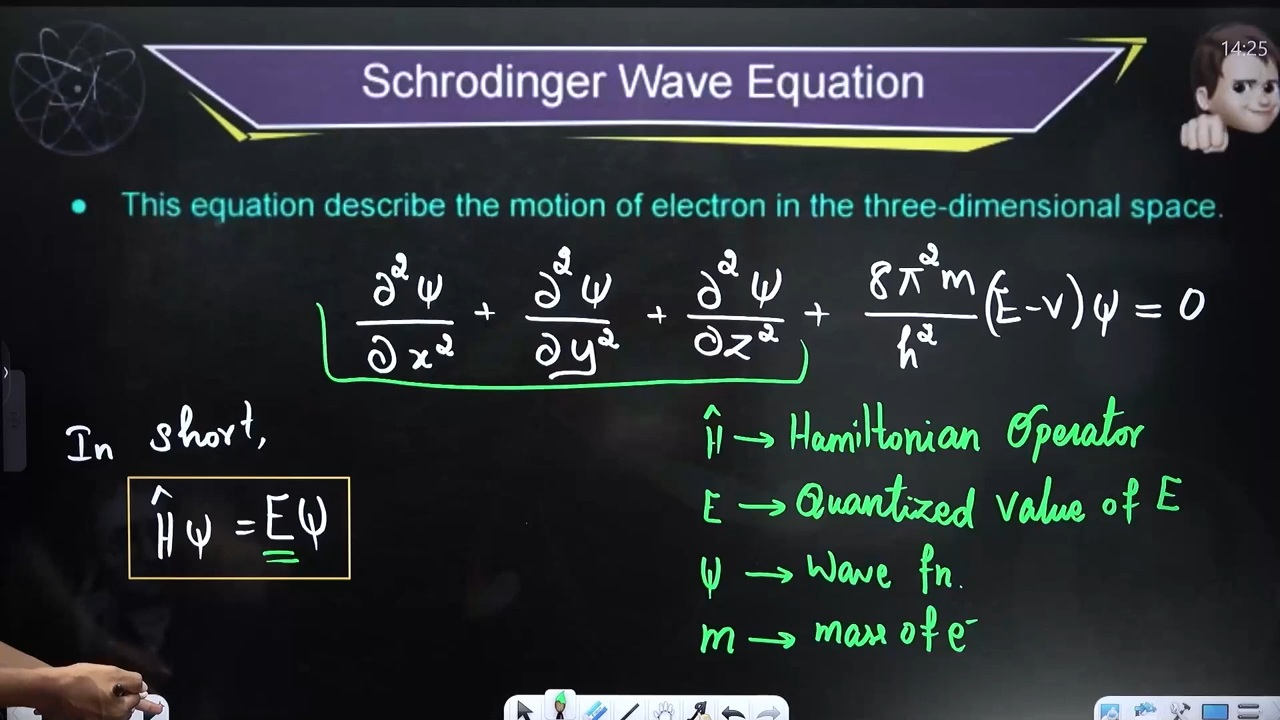 14:25
Schrodinger Wave Equation
• This equation describe the motion of electron in the three-dimensional space.
∂²ψ/∂x² + ∂²ψ/∂y² + ∂²ψ/∂z² + 8π²m/h² (E-V)ψ = 0
In short,
Ĥψ = Eψ
Ĥ → Hamiltonian Operator
E → Quantized value of E
ψ → Wave fn.
m → mass of e⁻